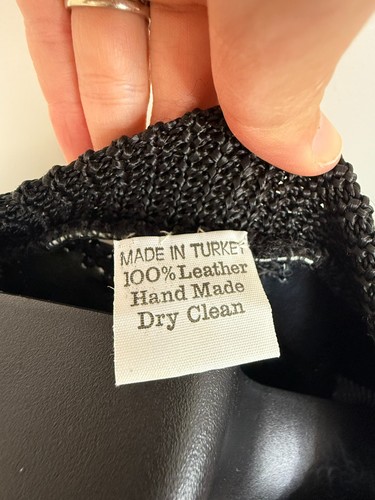 MADE IN TURKEY
100% Leather
Hand Made
Dry Clean